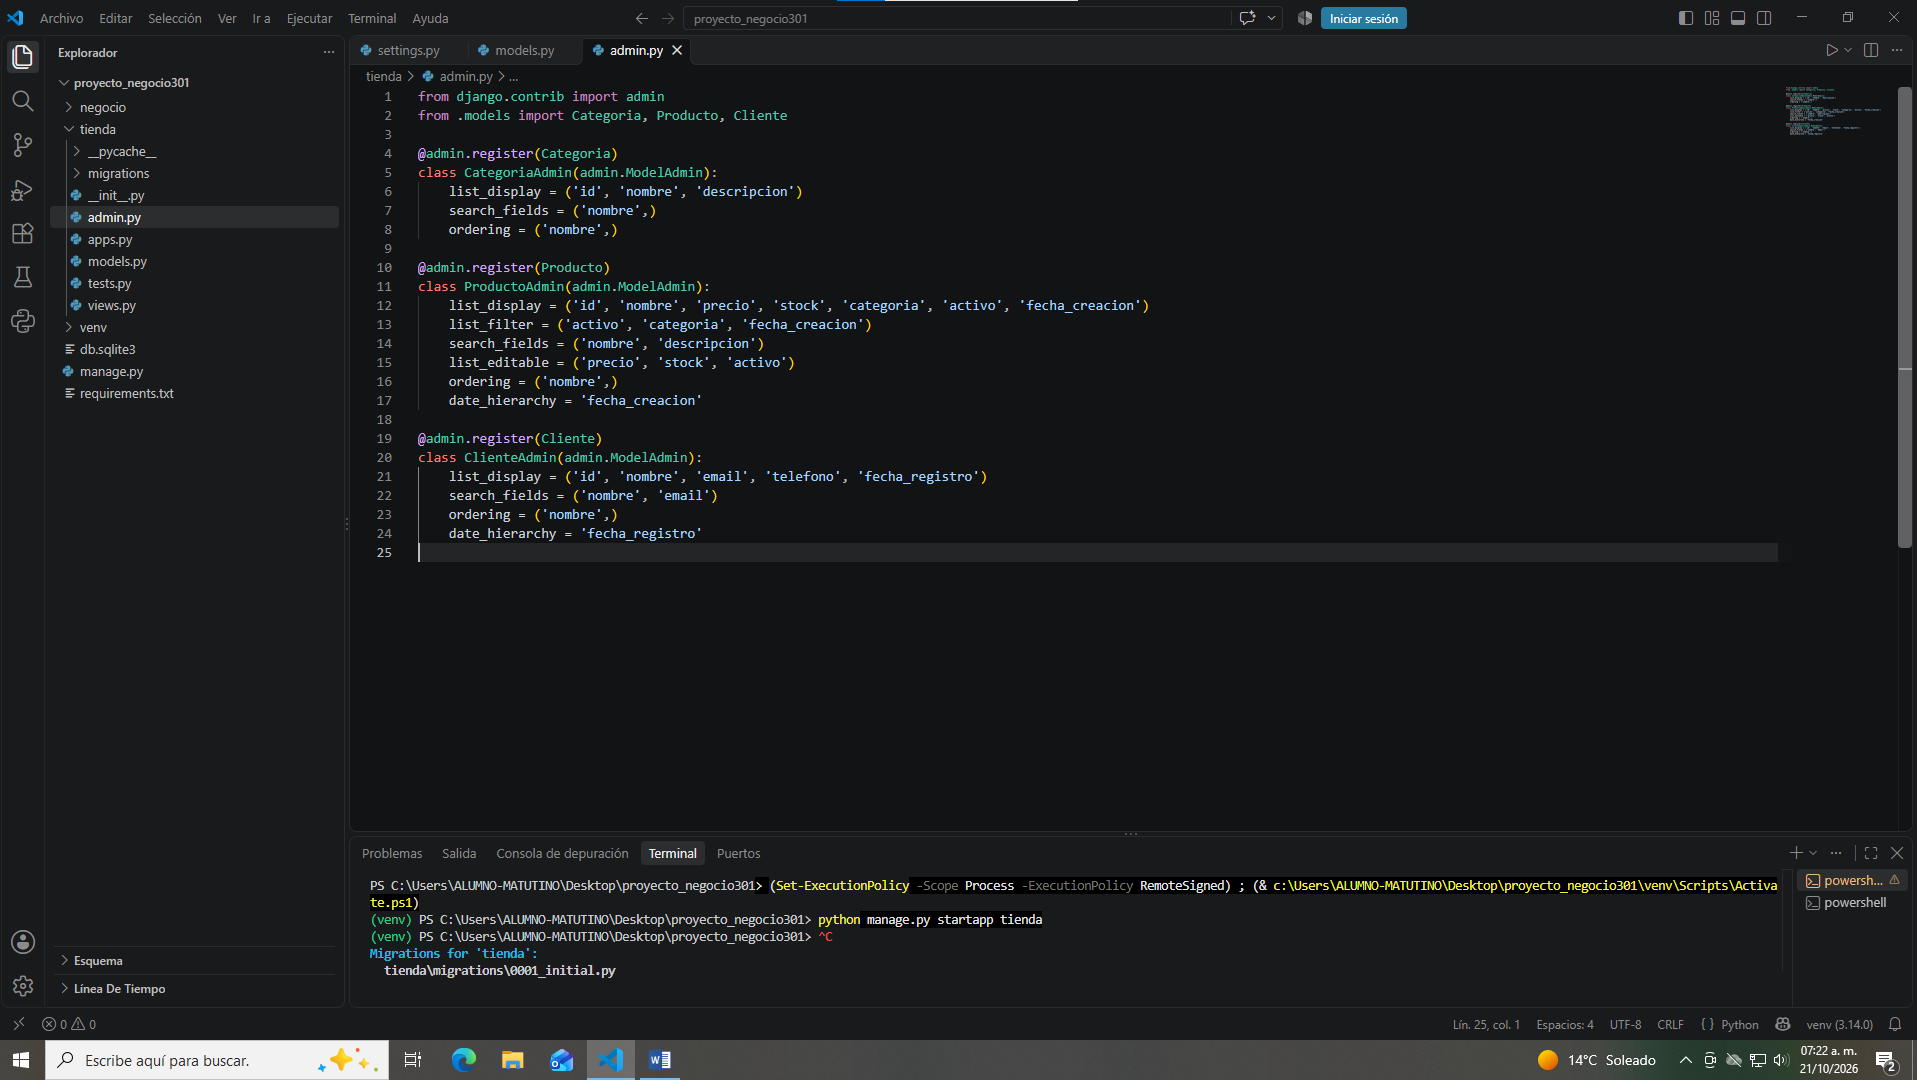 Archivo Editar Selección Ver Ir a Ejecutar Terminal Ayuda
proyecto_negocio301
Iniciar sesión
Explorador
proyecto_negocio301
negocio
tienda
__pycache__
migrations
__init__.py
admin.py
apps.py
models.py
tests.py
views.py
venv
db.sqlite3
manage.py
requirements.txt
Esquema
Línea De Tiempo
settings.py models.py admin.py
tienda > admin.py > ...
1 from django.contrib import admin
2 from .models import Categoria, Producto, Cliente
3
4 @admin.register(Categoria)
5 class CategoriaAdmin(admin.ModelAdmin):
6 list_display = ('id', 'nombre', 'descripcion')
7 search_fields = ('nombre',)
8 ordering = ('nombre',)
9
10 @admin.register(Producto)
11 class ProductoAdmin(admin.ModelAdmin):
12 list_display = ('id', 'nombre', 'precio', 'stock', 'categoria', 'activo', 'fecha_creacion')
13 list_filter = ('activo', 'categoria', 'fecha_creacion')
14 search_fields = ('nombre', 'descripcion')
15 list_editable = ('precio', 'stock', 'activo')
16 ordering = ('nombre',)
17 date_hierarchy = 'fecha_creacion'
18
19 @admin.register(Cliente)
20 class ClienteAdmin(admin.ModelAdmin):
21 list_display = ('id', 'nombre', 'email', 'telefono', 'fecha_registro')
22 search_fields = ('nombre', 'email')
23 ordering = ('nombre',)
24 date_hierarchy = 'fecha_registro'
25
Problemas Salida Consola de depuración Terminal Puertos
PS C:\Users\ALUMNO-MATUTINO\Desktop\proyecto_negocio301> (Set-ExecutionPolicy -Scope Process -ExecutionPolicy RemoteSigned) ; (& c:\Users\ALUMNO-MATUTINO\Desktop\proyecto_negocio301\venv\Scripts\Activa
te.ps1)
(venv) PS C:\Users\ALUMNO-MATUTINO\Desktop\proyecto_negocio301> python manage.py startapp tienda
(venv) PS C:\Users\ALUMNO-MATUTINO\Desktop\proyecto_negocio301> ^C
Migrations for 'tienda':
tienda\migrations\0001_initial.py
powersh...
powershell
0 0
Lín. 25, col. 1 Espacios: 4 UTF-8 CRLF { } Python venv (3.14.0)
Escribe aquí para buscar.
14°C Soleado
07:22 a. m.
21/10/2026
2